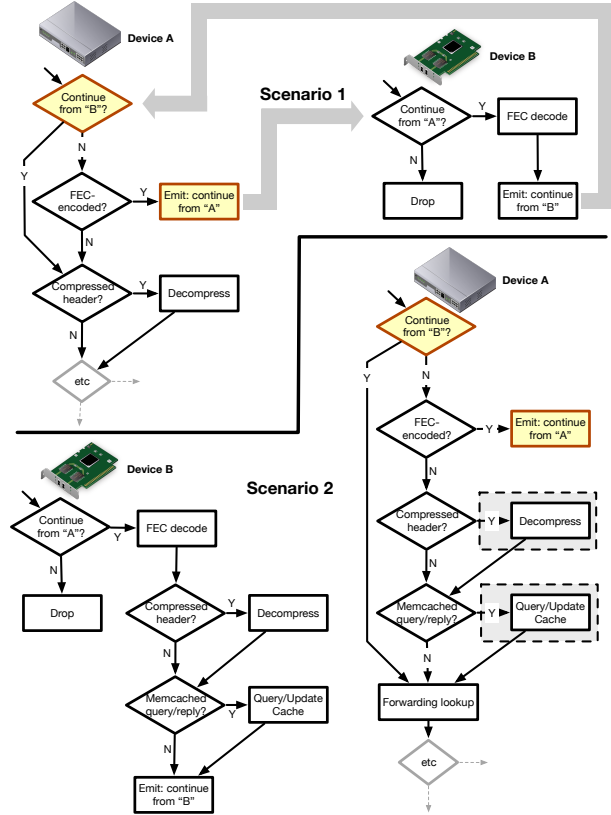 Device A
Continue
from “B”?
N
Y
FEC-
encoded?
Y
Emit: continue
from “A”
N
Compressed
header?
Y
Decompress
N
etc
Scenario 1
Device B
Continue
from “A”?
Y
FEC decode
N
Drop
Emit: continue
from “B”
Scenario 2
Device B
Continue
from “A”?
Y
FEC decode
N
Drop
Compressed
header?
Y
Decompress
N
Memcached
query/reply?
Y
Query/Update
Cache
N
Emit: continue
from “B”
Device A
Continue
from “B”?
Y
N
FEC-
encoded?
Y
Emit: continue
from “A”
N
Compressed
header?
Y
Decompress
N
Memcached
query/reply?
Y
Query/Update
Cache
N
Forwarding lookup
etc